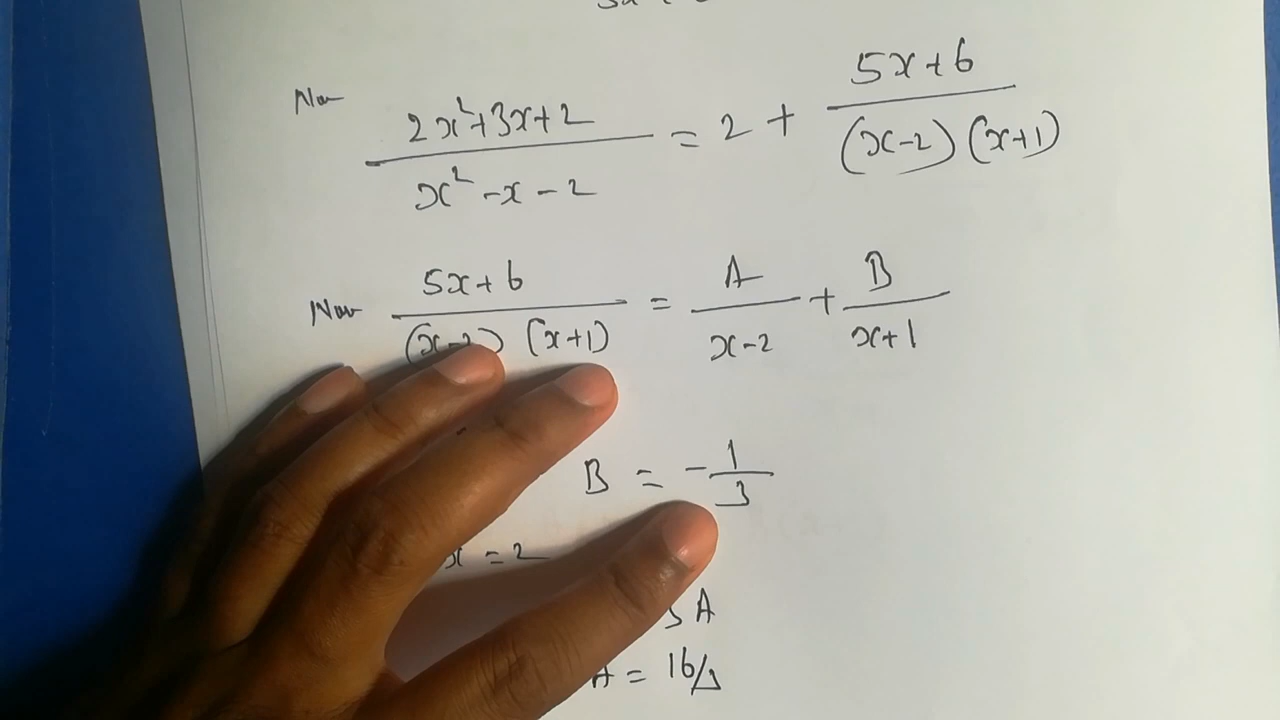 Now 2x²+3x+2 / x²-x-2 = 2 + 5x+6 / (x-2)(x+1)
Now 5x+6 / (x-2)(x+1) = A / x-2 + B / x+1
B = -1/3
x = 2
3A
A = 16/3